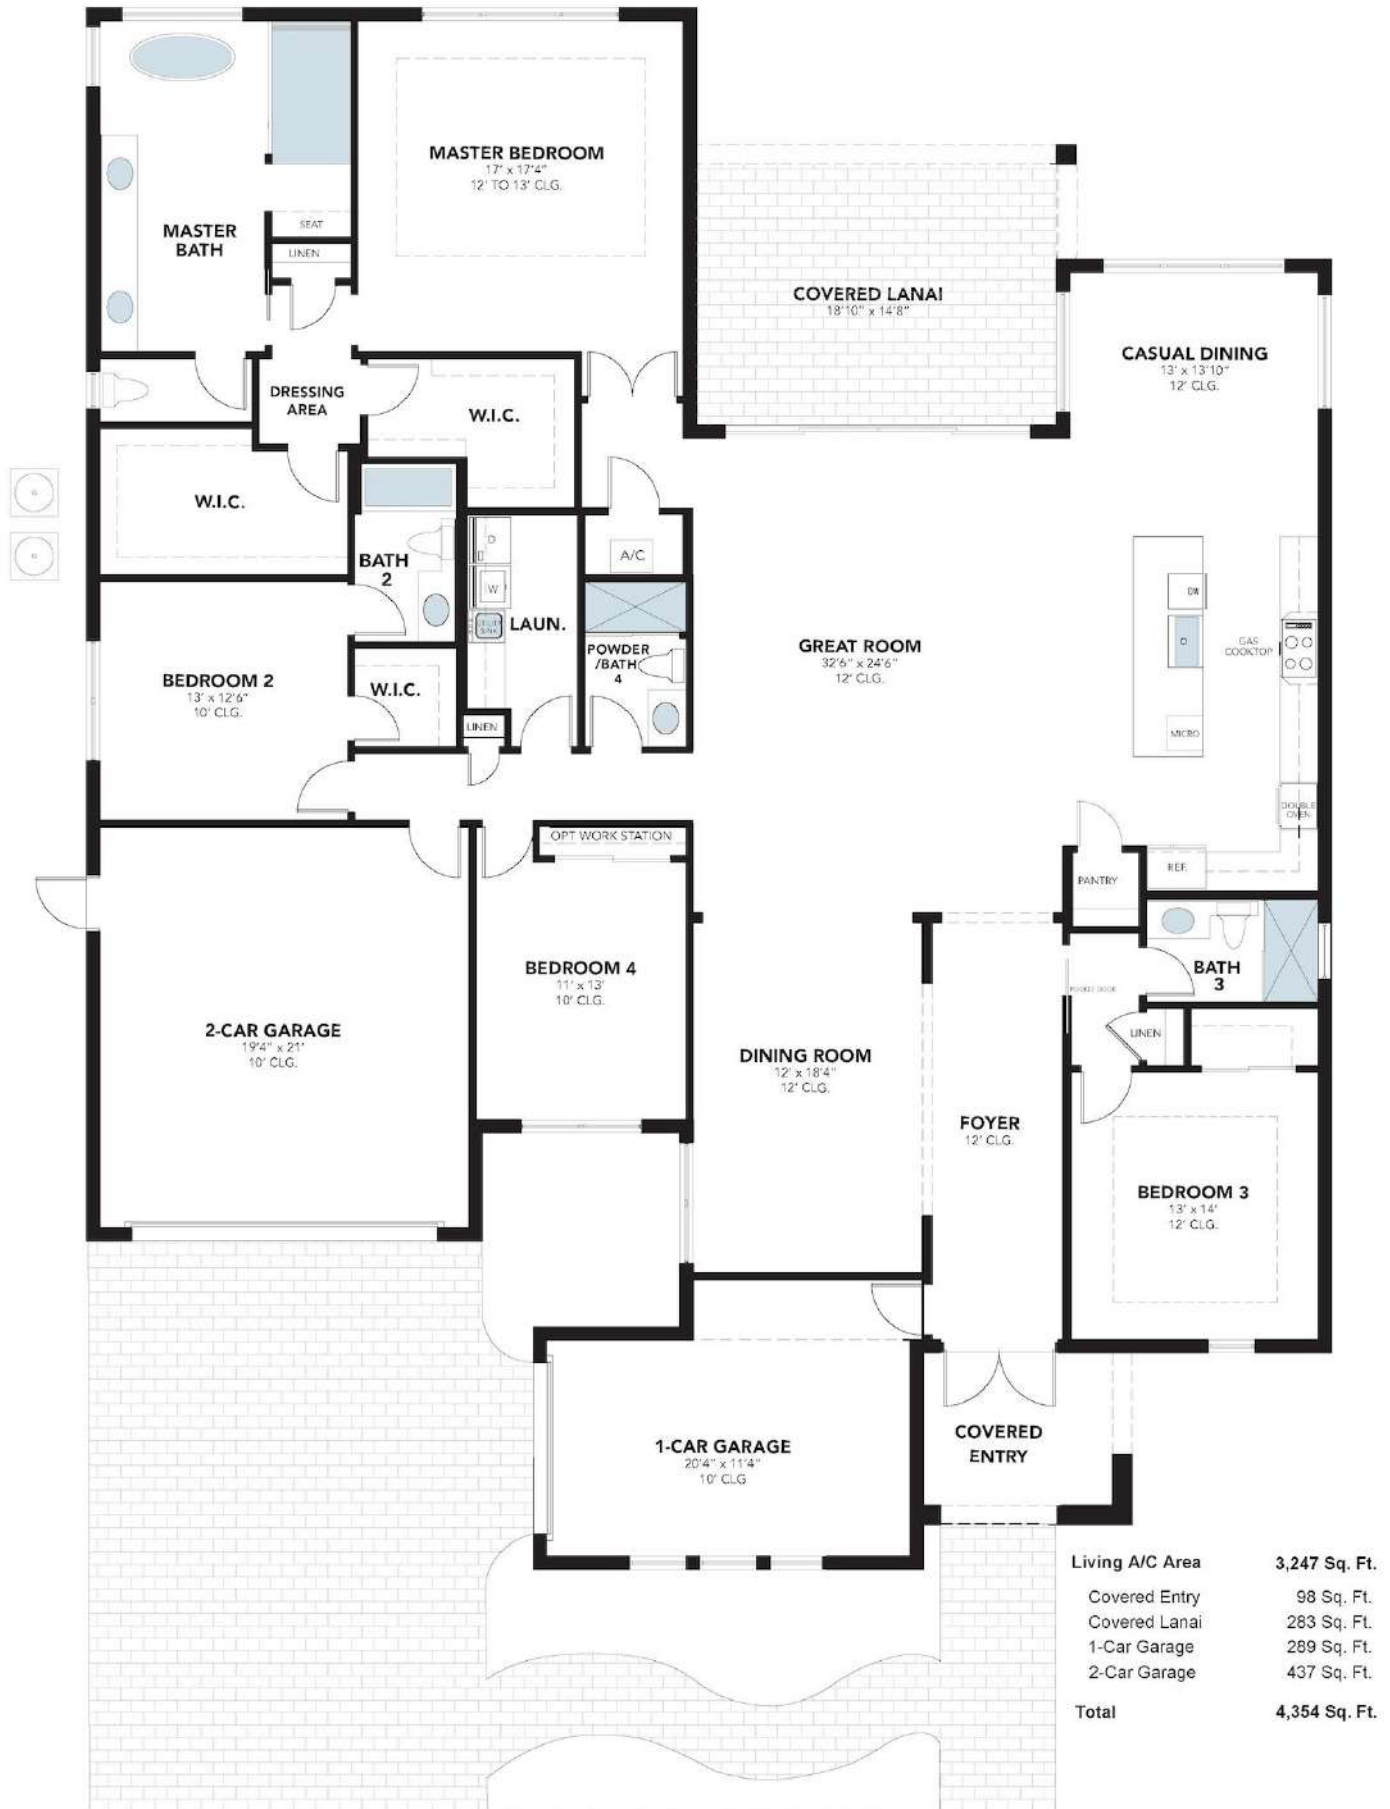 MASTER BEDROOM
17' x 17'4"
12' TO 13' CLG.
MASTER
BATH
SEAT
LINEN
COVERED LANAI
18'10" x 14'8"
CASUAL DINING
13' x 13'10"
12' CLG.
DRESSING
AREA
W.I.C.
W.I.C.
BATH
2
D
W
UTILITY
SINK
LAUN.
A/C
POWDER
/BATH
4
GREAT ROOM
32'6" x 24'6"
12' CLG.
DW
D
GAS
COOKTOP
MICRO
DOUBLE
OVEN
BEDROOM 2
13' x 12'6"
10' CLG.
W.I.C.
LINEN
OPT WORK STATION
PANTRY
REF.
BEDROOM 4
11' x 13'
10' CLG.
BATH
3
POCKET DOOR
LINEN
2-CAR GARAGE
19'4" x 21'
10' CLG.
DINING ROOM
12' x 18'4"
12' CLG.
FOYER
12' CLG.
BEDROOM 3
13' x 14'
12' CLG.
COVERED
ENTRY
1-CAR GARAGE
20'4" x 11'4"
10' CLG
Living A/C Area 3,247 Sq. Ft.
Covered Entry 98 Sq. Ft.
Covered Lanai 283 Sq. Ft.
1-Car Garage 289 Sq. Ft.
2-Car Garage 437 Sq. Ft.
Total 4,354 Sq. Ft.